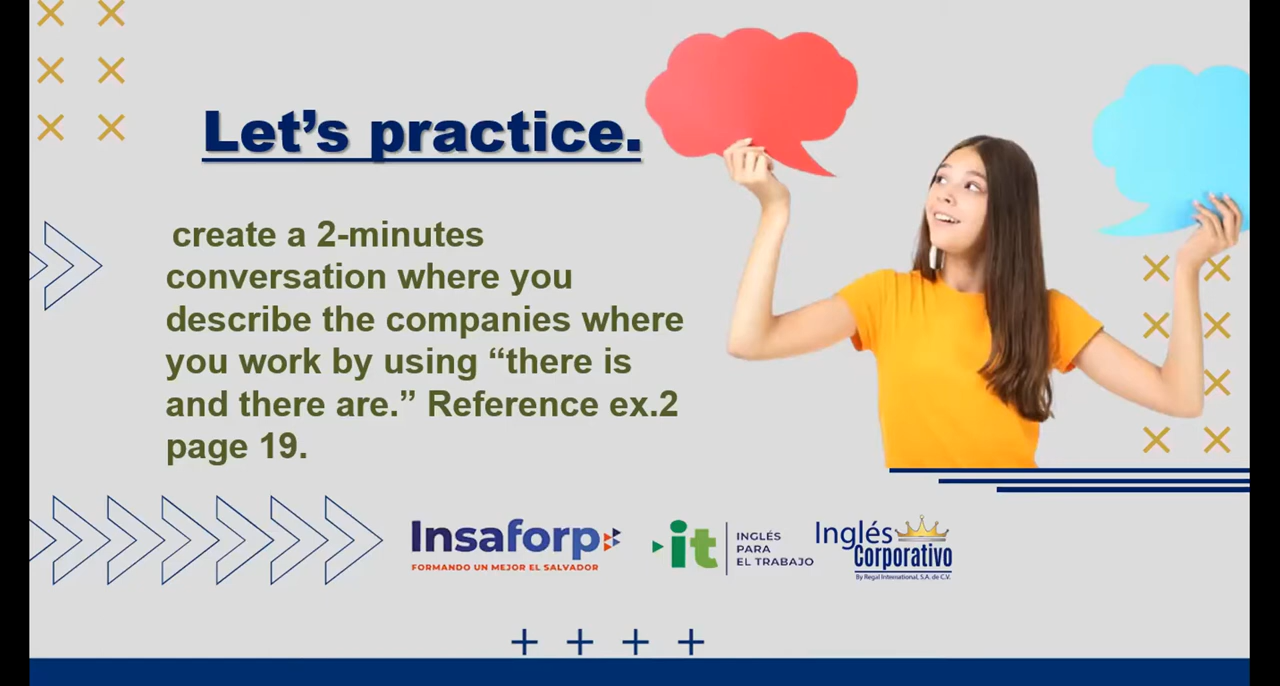 Let’s practice.
create a 2-minutes
conversation where you
describe the companies where
you work by using “there is
and there are.” Reference ex.2
page 19.
Insaforp
FORMANDO UN MEJOR EL SALVADOR
it
INGLÉS
PARA
EL TRABAJO
Inglés
Corporativo
By Regal International, S.A. de C.V.